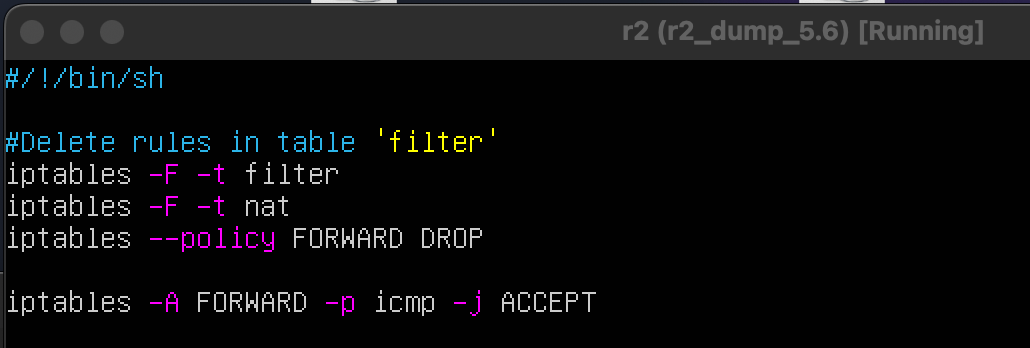 r2 (r2_dump_5.6) [Running]
#/!/bin/sh
#Delete rules in table 'filter'
iptables -F -t filter
iptables -F -t nat
iptables --policy FORWARD DROP
iptables -A FORWARD -p icmp -j ACCEPT